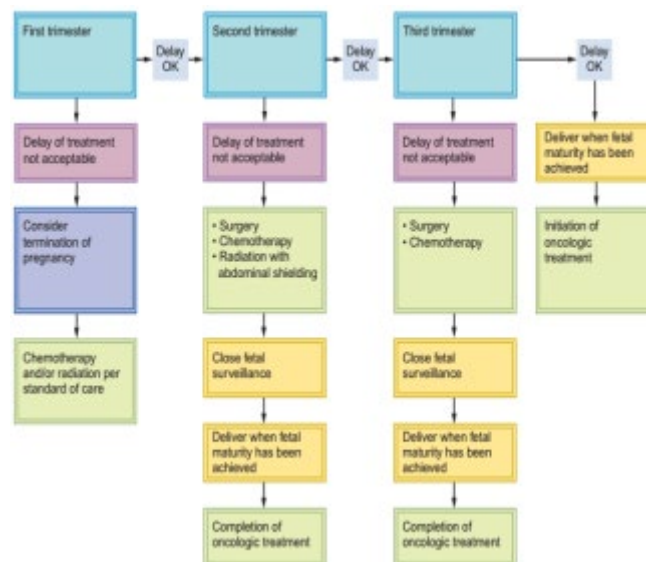 First trimester
Delay
OK
Second trimester
Delay
OK
Third trimester
Delay
OK
Delay of treatment
not acceptable
Delay of treatment
not acceptable
Delay of treatment
not acceptable
Deliver when fetal
maturity has been
achieved
Consider
termination of
pregnancy
• Surgery
• Chemotherapy
• Radiation with
abdominal shielding
• Surgery
• Chemotherapy
Initiation of
oncologic
treatment
Chemotherapy
and/or radiation per
standard of care
Close fetal
surveillance
Close fetal
surveillance
Deliver when fetal
maturity has been
achieved
Deliver when fetal
maturity has been
achieved
Completion of
oncologic treatment
Completion of
oncologic treatment